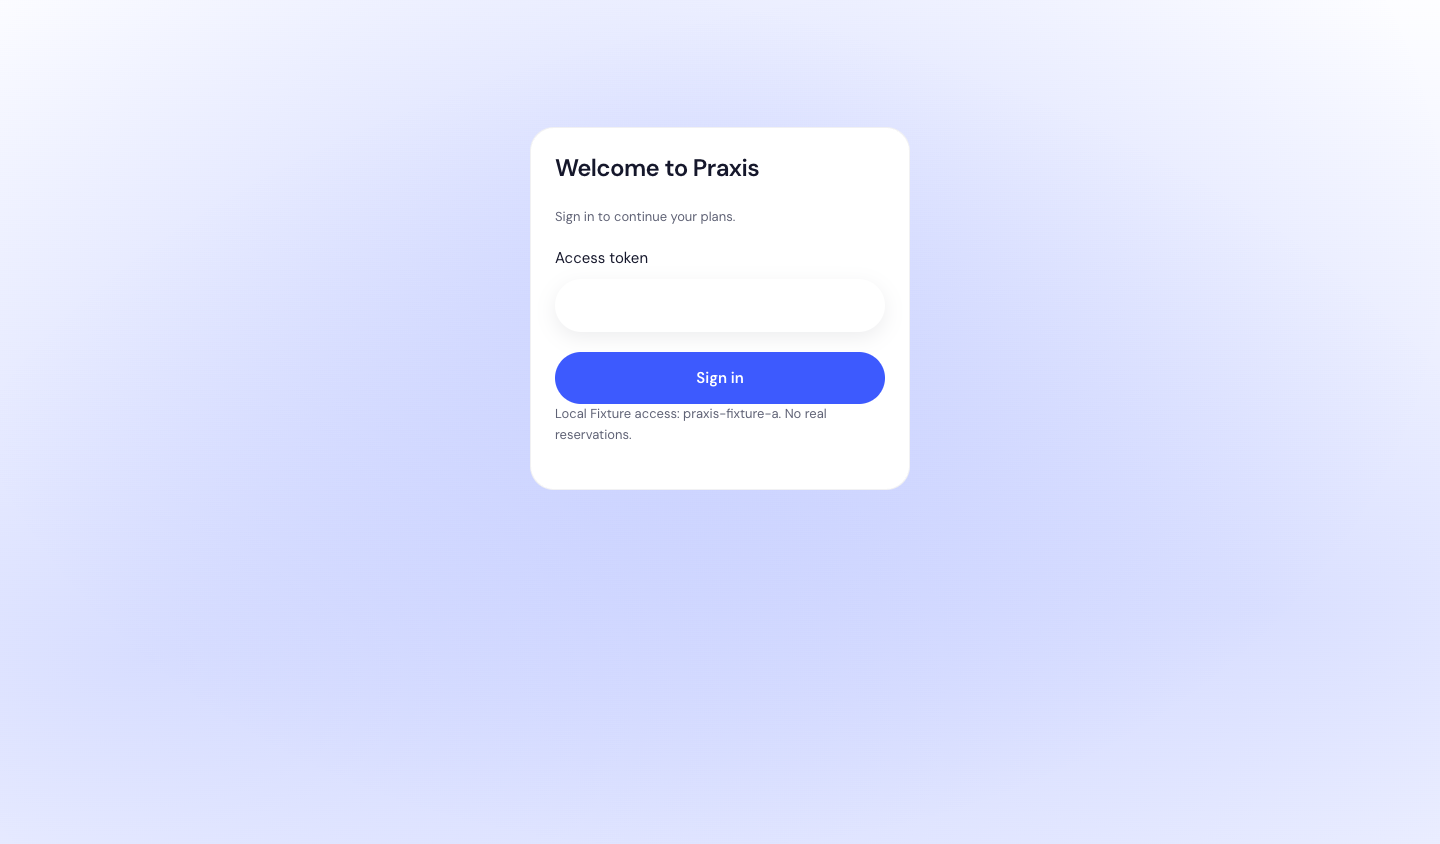 Welcome to Praxis
Sign in to continue your plans.
Access token
Sign in
Local Fixture access: praxis-fixture-a. No real
reservations.